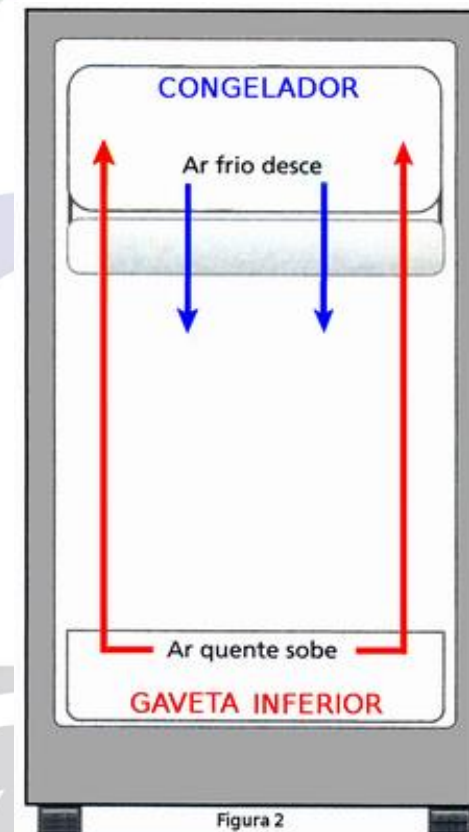 CONGELADOR
Ar frio desce
Ar quente sobe
GAVETA INFERIOR
Figura 2